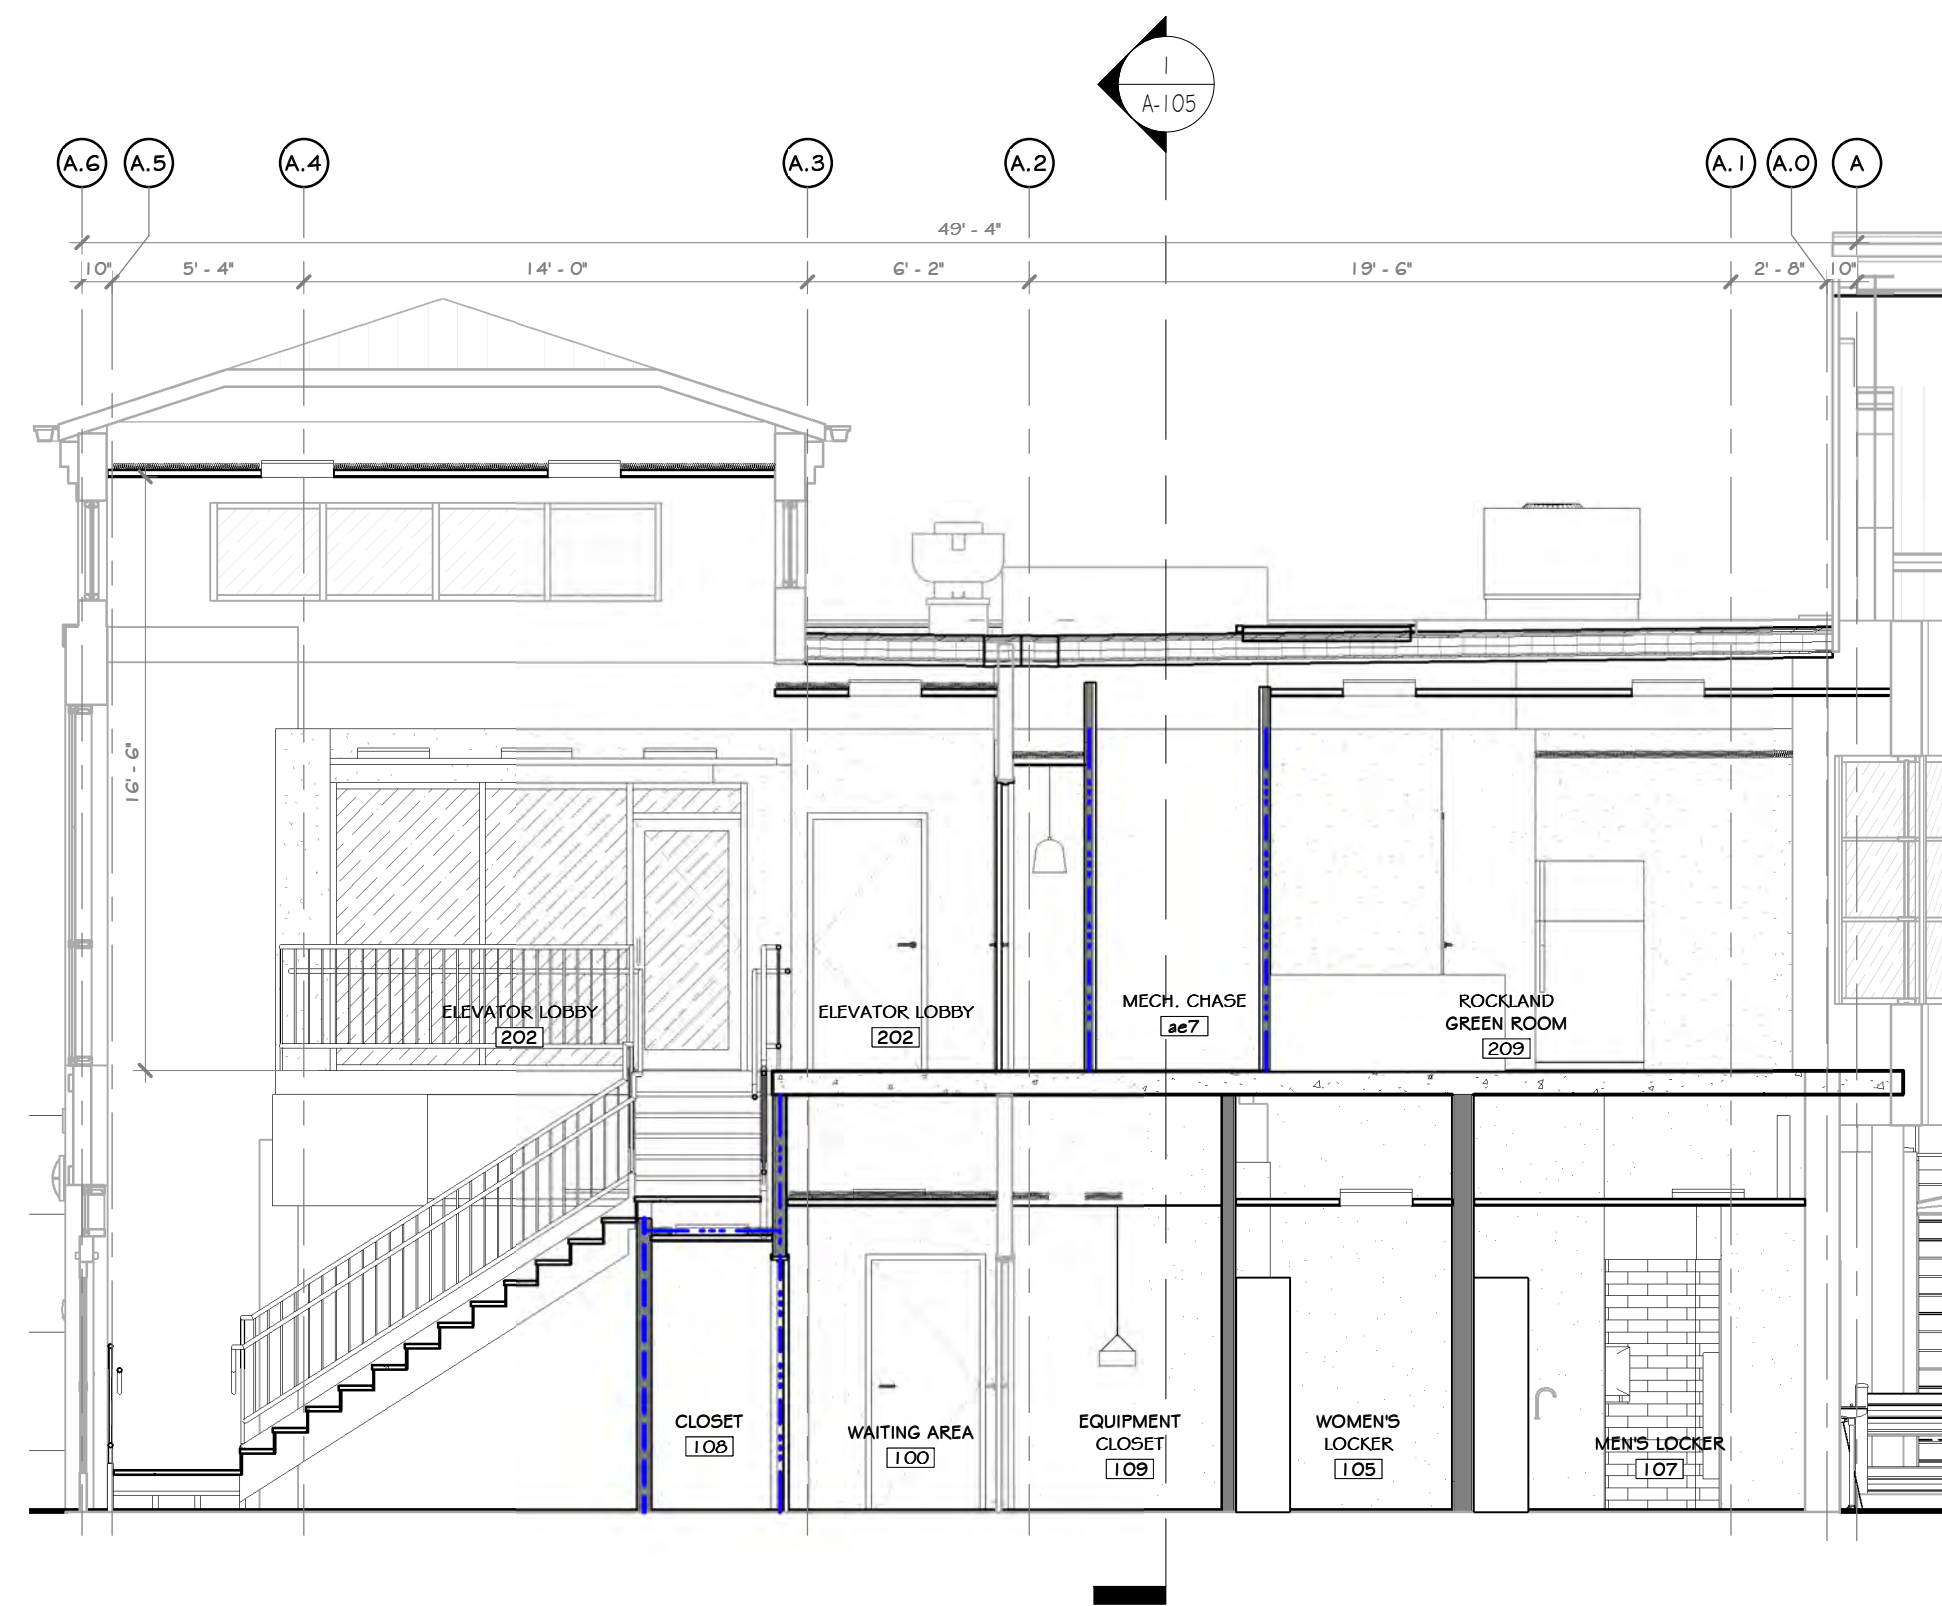 1
A-105
A.6
A.5
A.4
A.3
A.2
A.1
A.0
A
49' - 4"
10"
5' - 4"
14' - 0"
6' - 2"
19' - 6"
2' - 8"
10"
16' - 6"
ELEVATOR LOBBY
202
ELEVATOR LOBBY
202
MECH. CHASE
ae7
ROCKLAND
GREEN ROOM
209
CLOSET
108
WAITING AREA
100
EQUIPMENT
CLOSET
109
WOMEN'S
LOCKER
105
MEN'S LOCKER
107